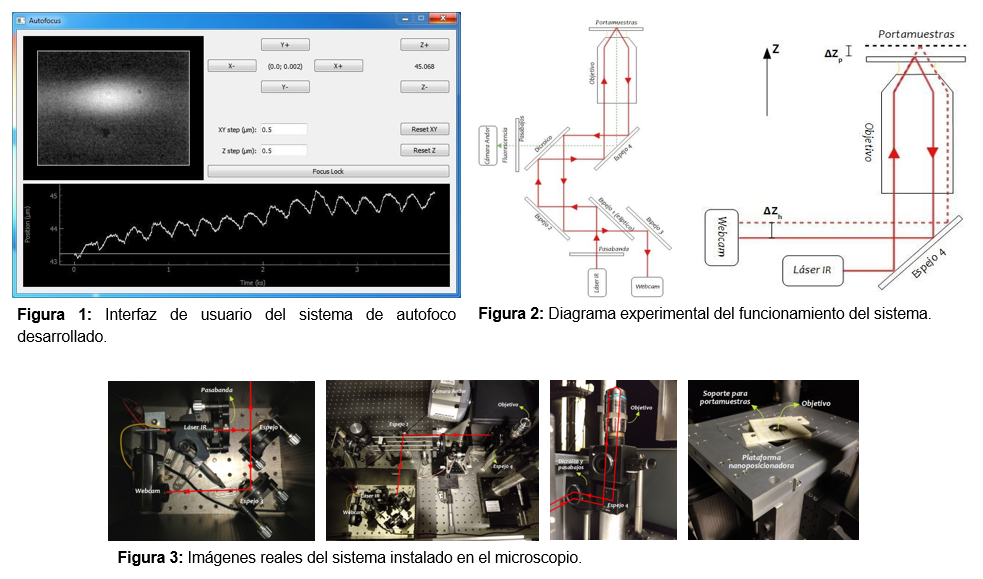 Autofocus
Y+
Z+
X-
(0.0; 0.002)
X+
45.068
Y-
Z-
XY step (µm):
0.5
Reset XY
Z step (µm):
0.5
Reset Z
Focus Lock
Position (µm)
45
44
43
0
1
2
3
Time (ks)
Figura 1: Interfaz de usuario del sistema de autofoco
desarrollado.
Portamuestras
Objetivo
Cámara Andor
Fluorescencia
Pasabajos
Dicroico
Espejo 4
Espejo 2
Espejo 1 (elíptico)
Espejo 3
Pasabanda
Láser IR
Webcam
Z
Portamuestras
ΔZp
Objetivo
ΔZh
Webcam
Láser IR
Espejo 4
Figura 2: Diagrama experimental del funcionamiento del sistema.
Pasabanda
Láser IR
Espejo 1
Webcam
Espejo 3
Cámara Andor
Objetivo
Espejo 2
Espejo 4
Láser IR
Webcam
Objetivo
Dicroico y
pasabajos
Espejo 4
Soporte para
portamuestras
Objetivo
Plataforma
nanoposicionadora
Figura 3: Imágenes reales del sistema instalado en el microscopio.